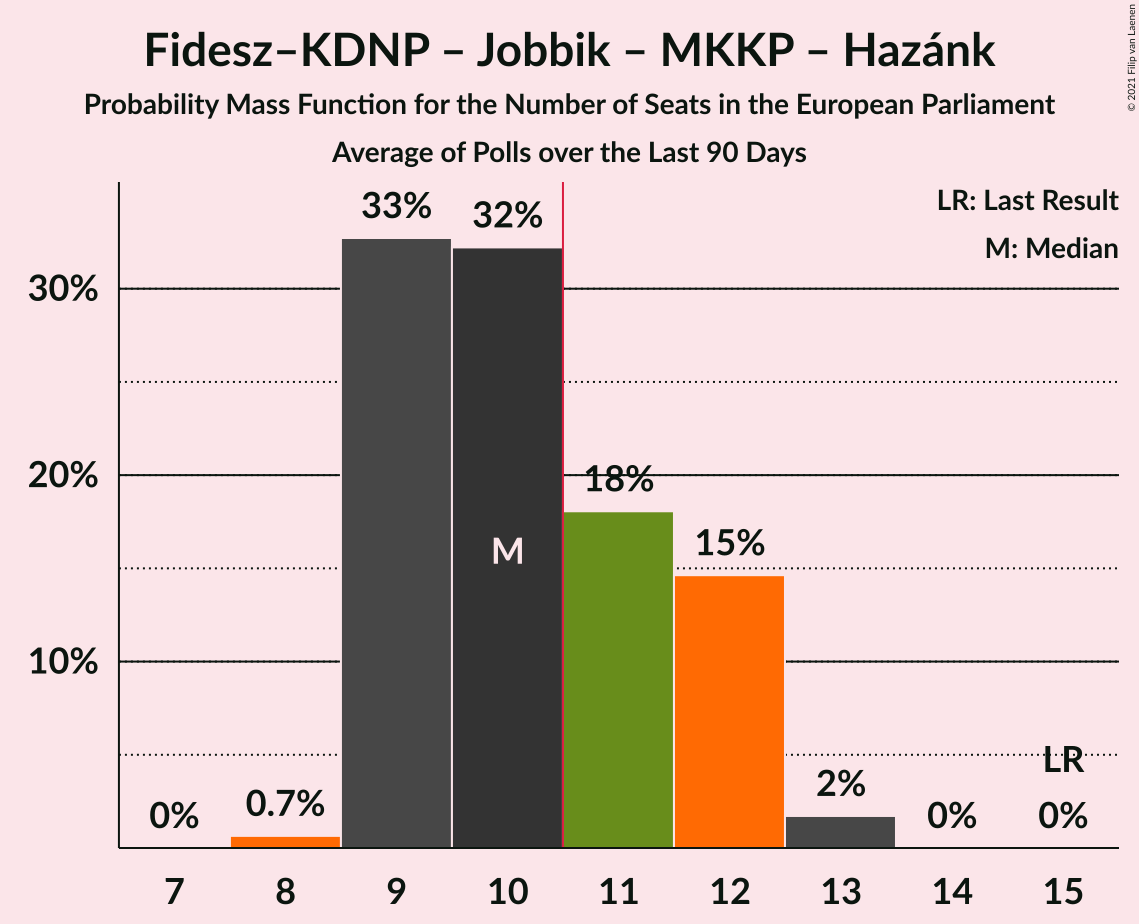 Fidesz–KDNP – Jobbik – MKKP – Hazánk
Probability Mass Function for the Number of Seats in the European Parliament
Average of Polls over the Last 90 Days
© 2021 Filip van Laenen
LR: Last Result
M: Median
33%
32%
30%
20%
18%
15%
M
10%
LR
0%
0.7%
2%
0%
0%
7
8
9
10
11
12
13
14
15